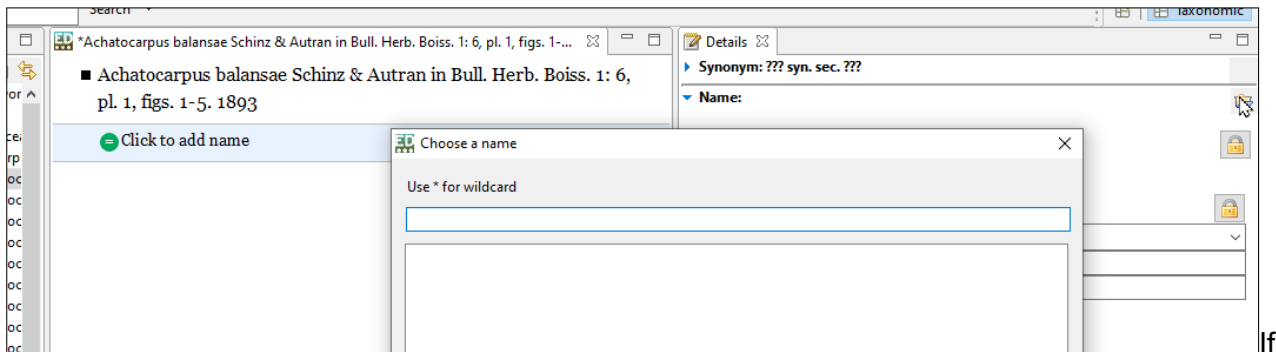 Search
Taxonomic
*Achatocarpus balansae Schinz & Autran in Bull. Herb. Boiss. 1: 6, pl. 1, figs. 1-...
Details
Achatocarpus balansae Schinz & Autran in Bull. Herb. Boiss. 1: 6,
pl. 1, figs. 1-5. 1893
Synonym: ??? syn. sec. ???
Name:
Click to add name
Choose a name
Use * for wildcard
If